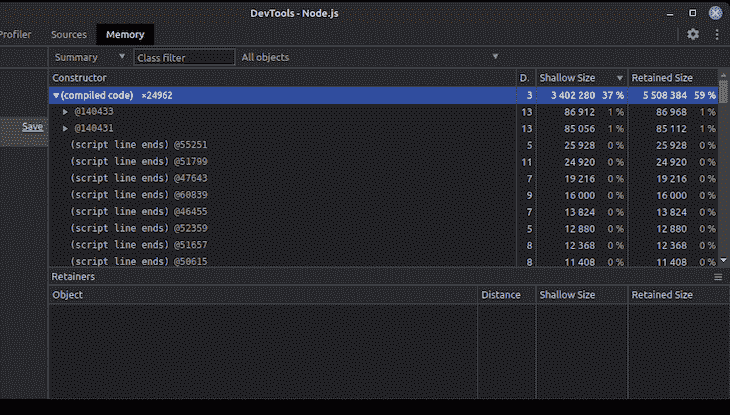 DevTools - Node.js
Profiler Sources Memory
Summary Class filter All objects
Constructor D. Shallow Size Retained Size
(compiled code) ×24962 3 3 402 280 37 % 5 508 384 59 %
@140433 13 86 912 1 % 86 968 1 %
@140431 13 85 056 1 % 85 112 1 %
(script line ends) @55251 5 25 928 0 % 25 928 0 %
Save
(script line ends) @51799 11 24 920 0 % 24 920 0 %
(script line ends) @47643 7 19 216 0 % 19 216 0 %
(script line ends) @60839 9 16 000 0 % 16 000 0 %
(script line ends) @46455 7 13 824 0 % 13 824 0 %
(script line ends) @52359 5 12 880 0 % 12 880 0 %
(script line ends) @51657 8 12 368 0 % 12 368 0 %
(script line ends) @50615 8 11 408 0 % 11 408 0 %
Retainers
Object Distance Shallow Size Retained Size